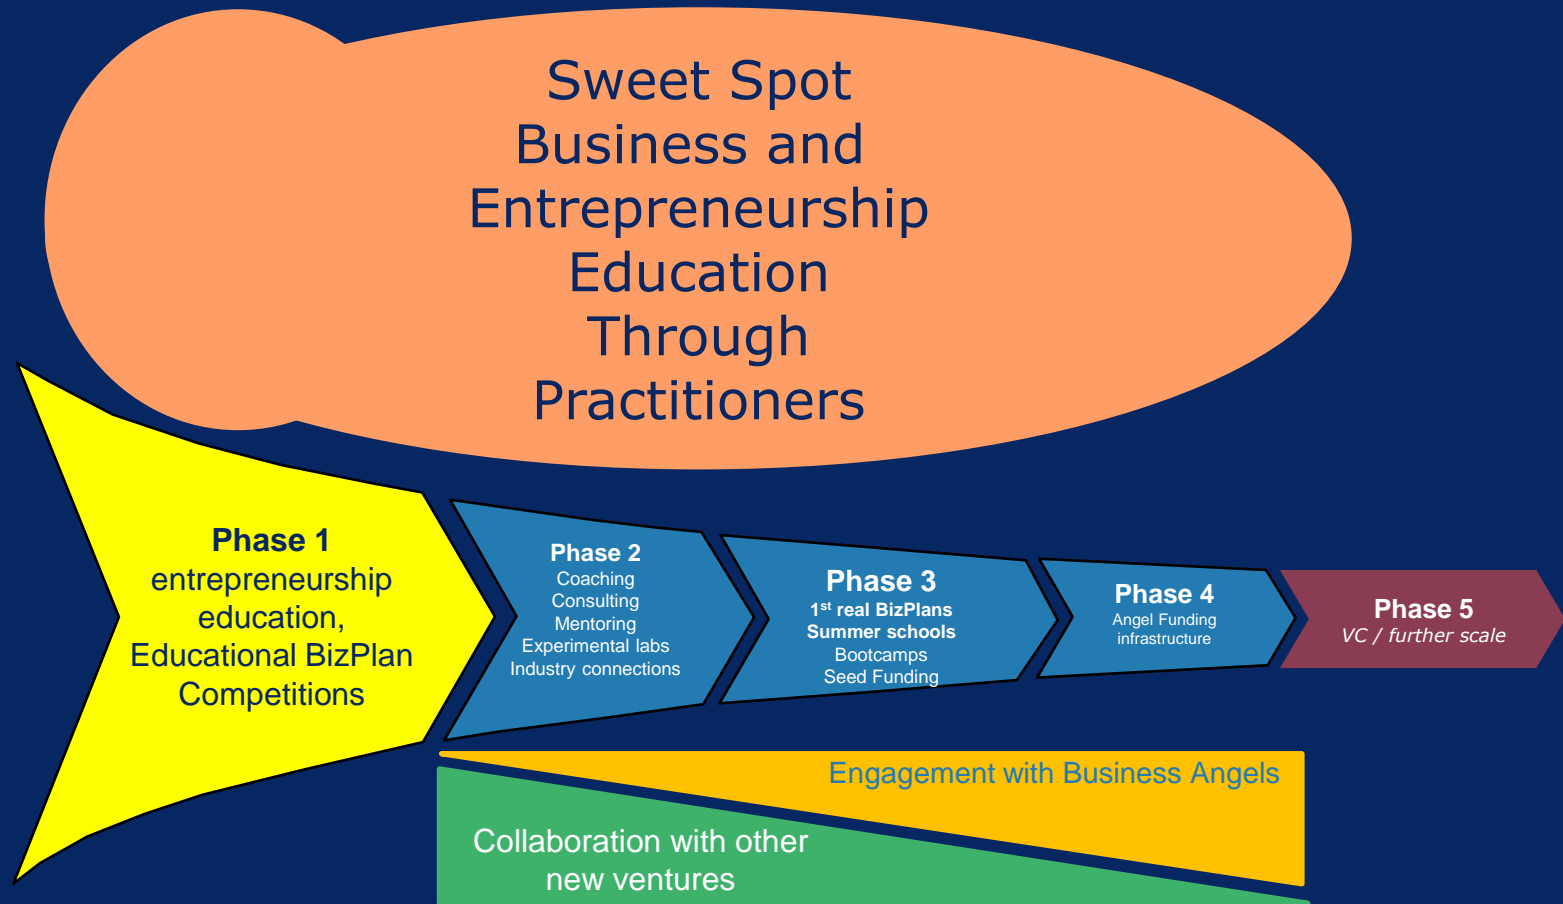 Sweet Spot
Business and
Entrepreneurship
Education
Through
Practitioners
Phase 1
entrepreneurship
education,
Educational BizPlan
Competitions
Phase 2
Coaching
Consulting
Mentoring
Experimental labs
Industry connections
Phase 3
1st real BizPlans
Summer schools
Bootcamps
Seed Funding
Phase 4
Angel Funding
infrastructure
Phase 5
VC / further scale
Engagement with Business Angels
Collaboration with other
new ventures